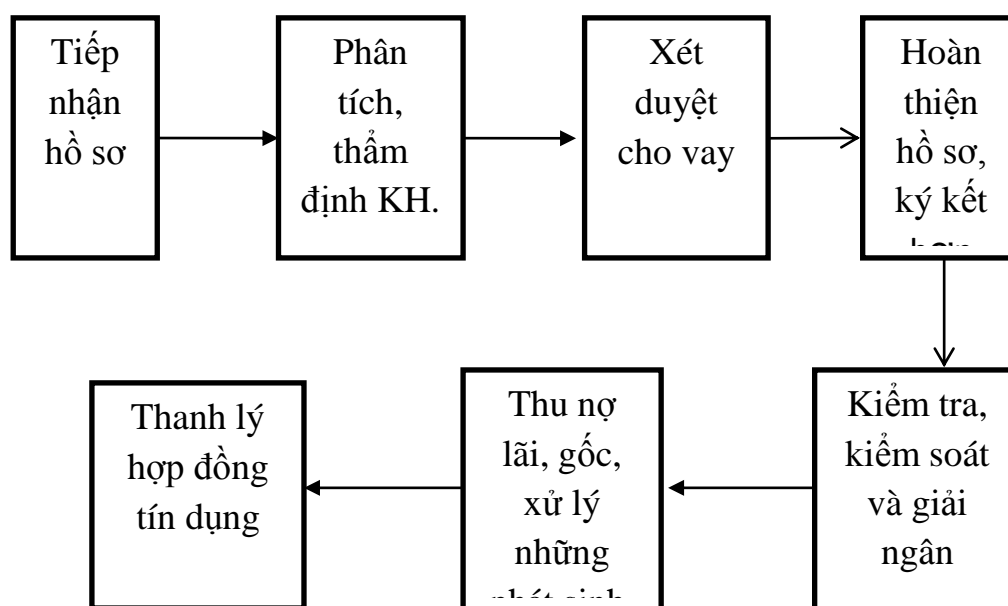 Tiếp
nhận
hồ sơ
Phân
tích,
thẩm
định KH.
Xét
duyệt
cho vay
Hoàn
thiện
hồ sơ,
ký kết
Kiểm tra,
kiểm soát
và giải
ngân
Thu nợ
lãi, gốc,
xử lý
những
phát sinh
Thanh lý
hợp đồng
tín dụng